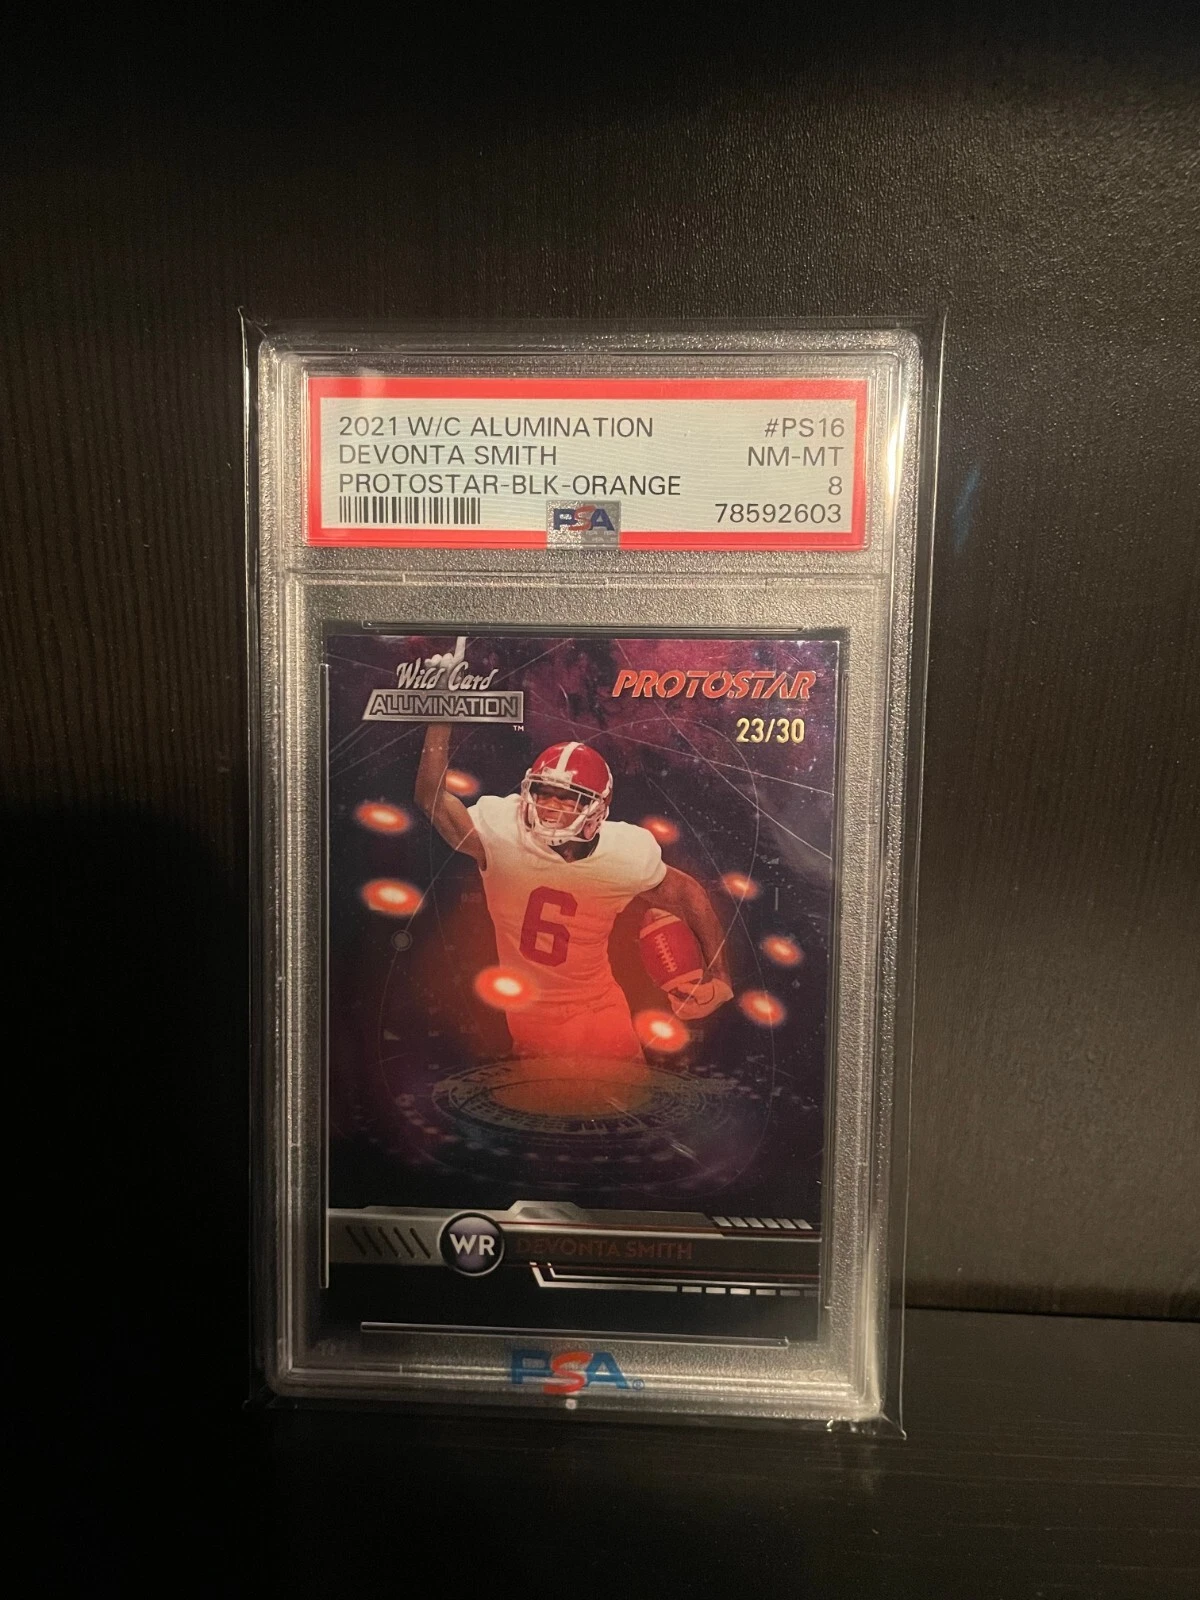 2021 W/C ALUMINATION #PS16
DEVONTA SMITH NM-MT
PROTOSTAR-BLK-ORANGE 8
PSA 78592603
Wild Card
ALUMINATION™
PROTOSTAR
23/30
6
WR DEVONTA SMITH
PSA®